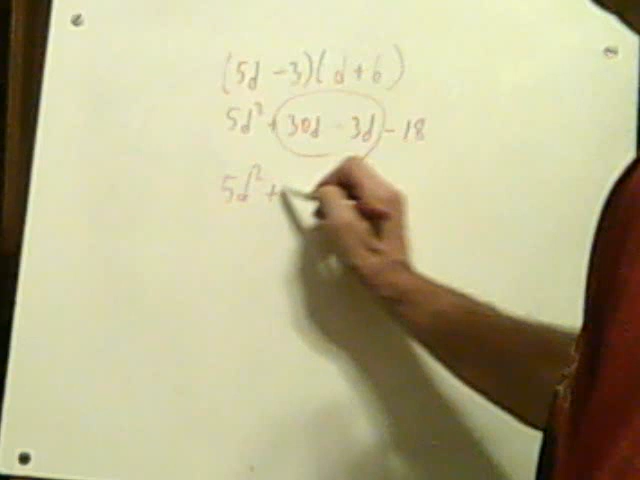 (5d - 3)(d + 6)
5d² + 30d - 3d - 18
5d² +